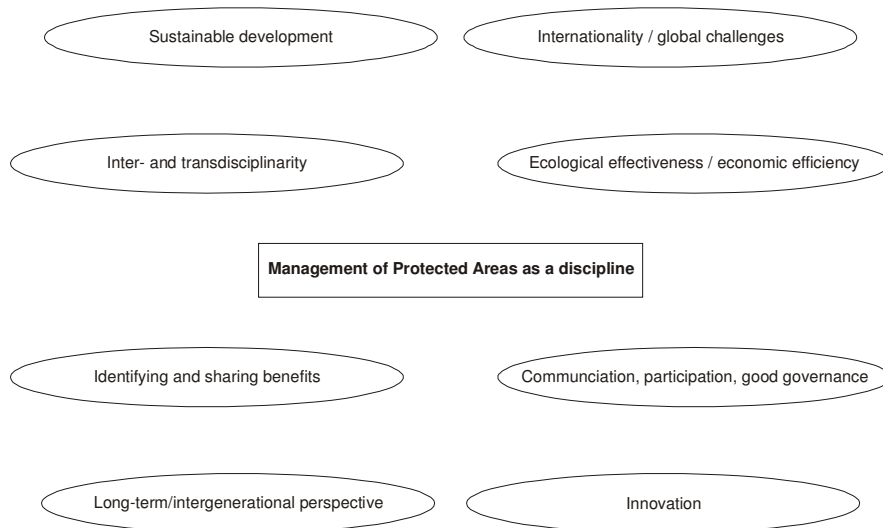 Sustainable development
Internationality / global challenges
Inter- and transdisciplinarity
Ecological effectiveness / economic efficiency
Management of Protected Areas as a discipline
Identifying and sharing benefits
Communciation, participation, good governance
Long-term/intergenerational perspective
Innovation